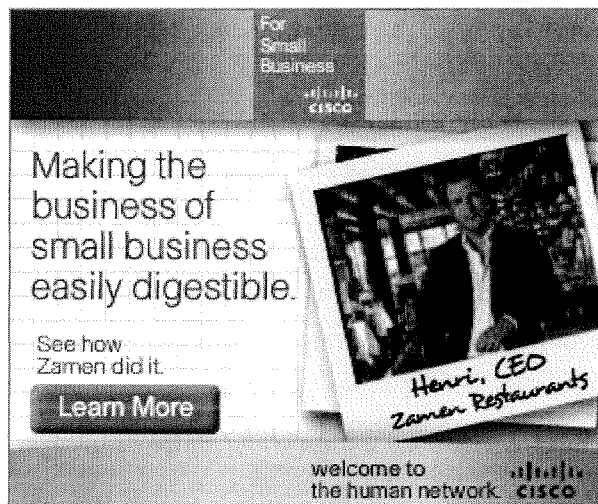 For
Small
Business
CISCO
Making the
business of
small business
easily digestible.
See how
Zamen did it.
Learn More
Henri, CEO
Zamen Restaurants
welcome to
the human network.
CISCO